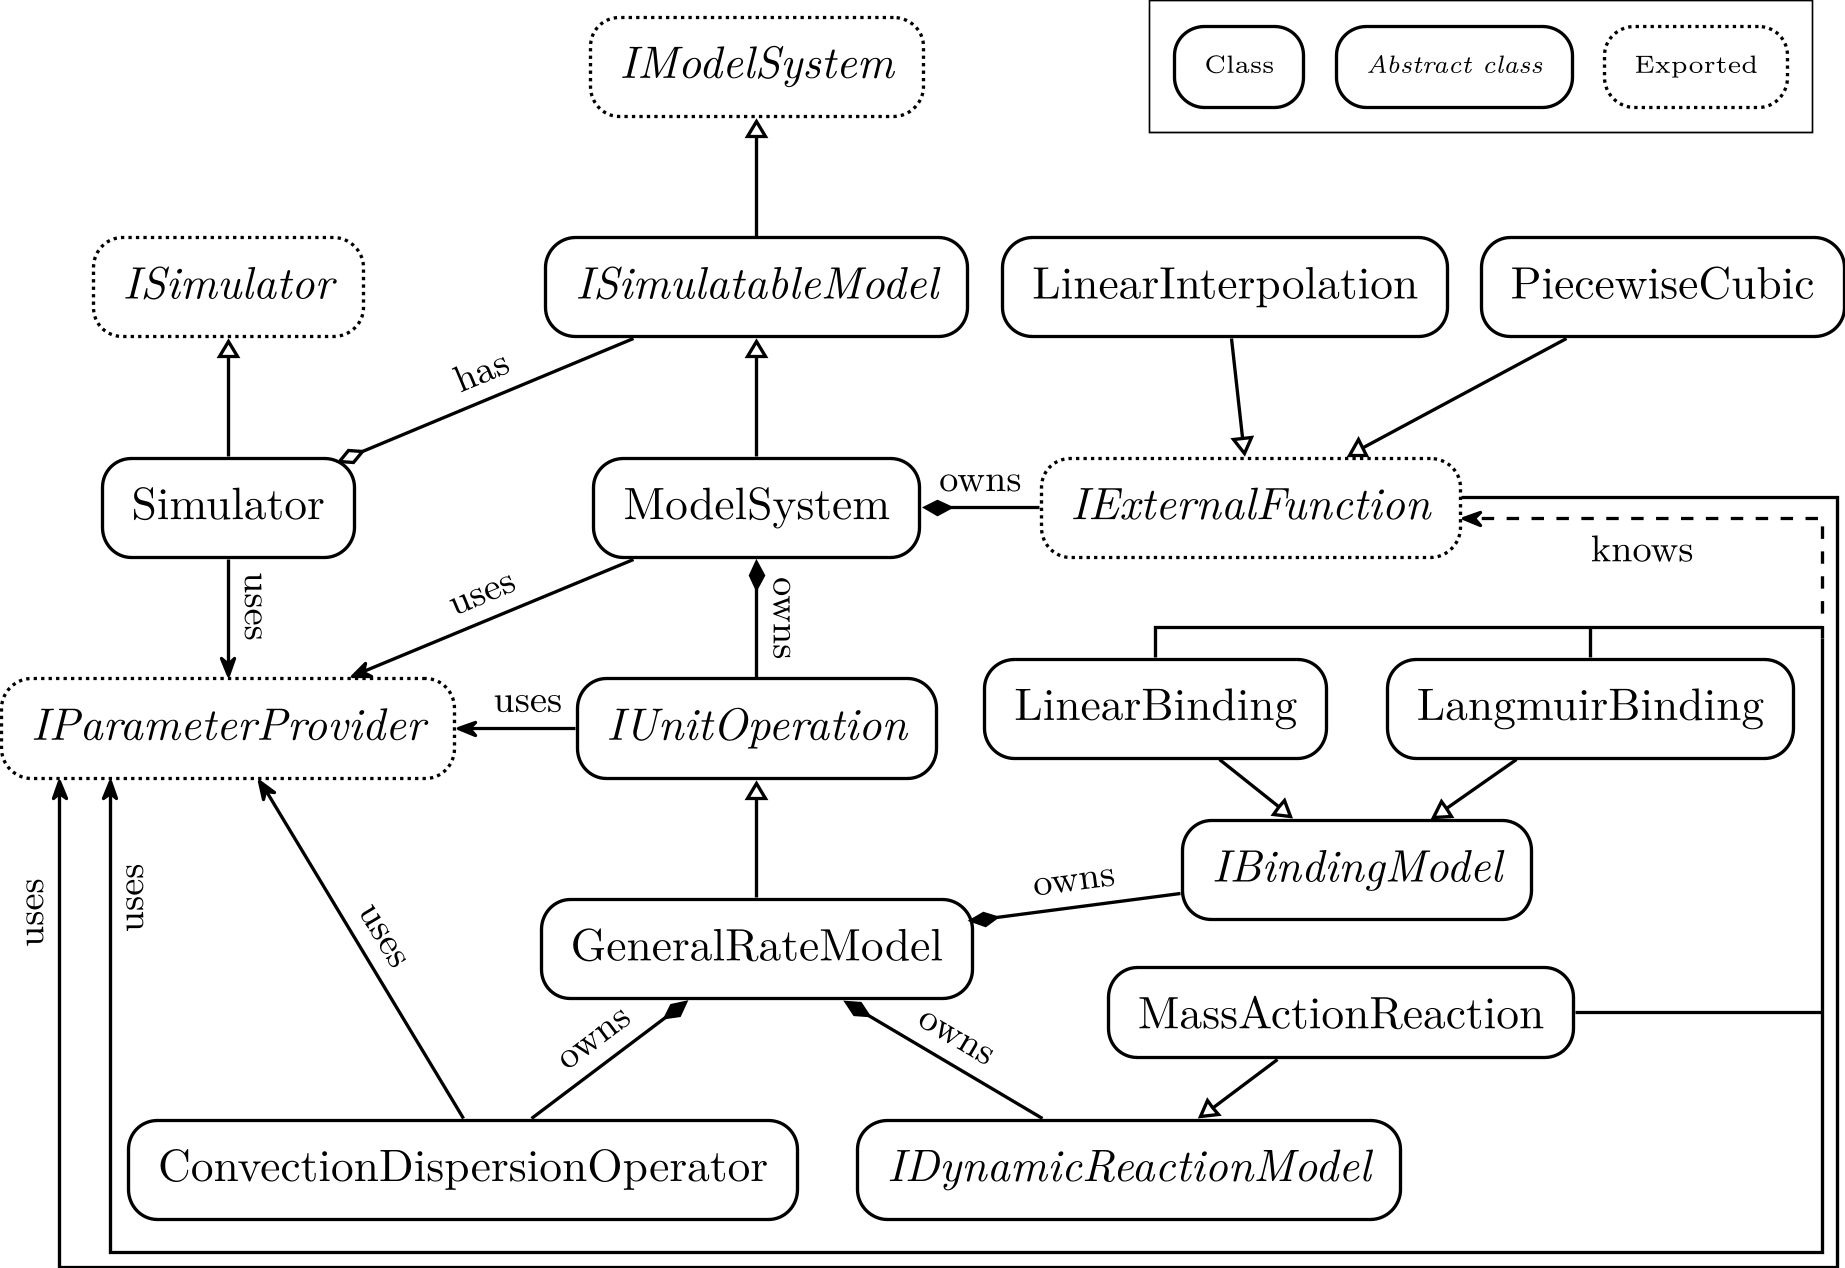 IModelSystem
Class
Abstract class
Exported
ISimulator
ISimulatableModel
LinearInterpolation
PiecewiseCubic
has
Simulator
ModelSystem
owns
IExternalFunction
knows
uses
uses
owns
IParameterProvider
uses
IUnitOperation
LinearBinding
LangmuirBinding
IBindingModel
owns
uses
uses
uses
GeneralRateModel
MassActionReaction
owns
owns
ConvectionDispersionOperator
IDynamicReactionModel